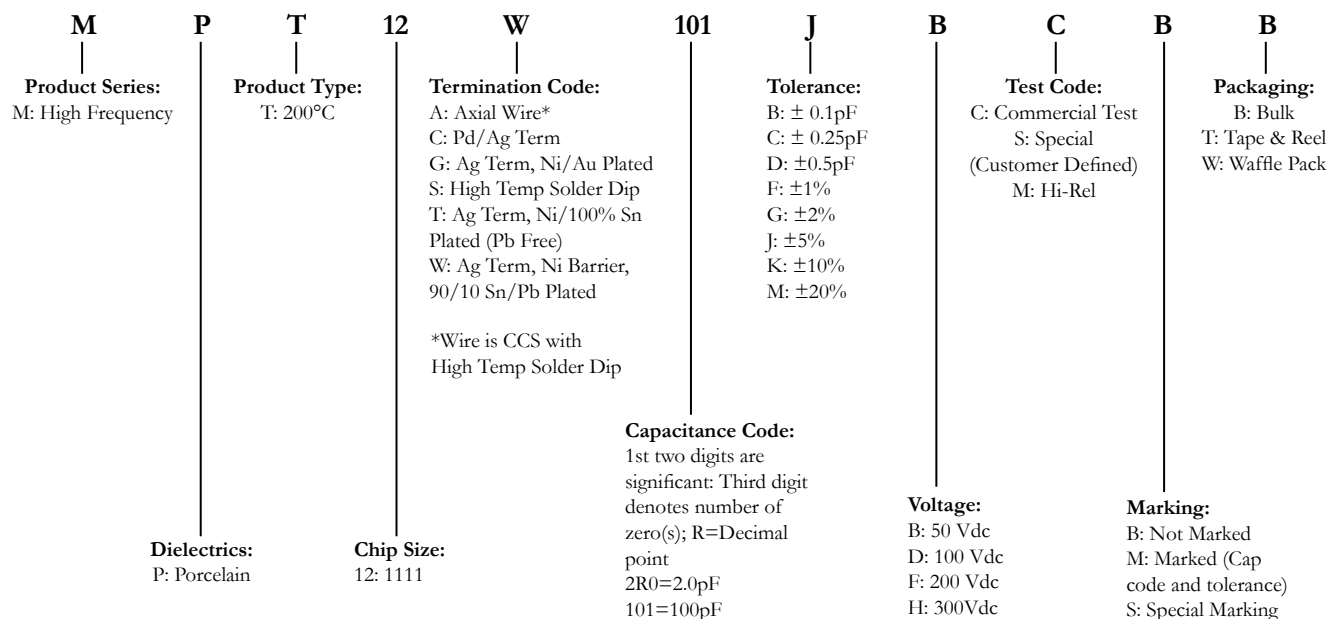 M P T 12 W 101 J B C B B
Product Series:
M: High Frequency
Product Type:
T: 200°C
Termination Code:
A: Axial Wire*
C: Pd/Ag Term
G: Ag Term, Ni/Au Plated
S: High Temp Solder Dip
T: Ag Term, Ni/100% Sn
Plated (Pb Free)
W: Ag Term, Ni Barrier,
90/10 Sn/Pb Plated
*Wire is CCS with
High Temp Solder Dip
Tolerance:
B: ± 0.1pF
C: ± 0.25pF
D: ±0.5pF
F: ±1%
G: ±2%
J: ±5%
K: ±10%
M: ±20%
Test Code:
C: Commercial Test
S: Special
(Customer Defined)
M: Hi-Rel
Packaging:
B: Bulk
T: Tape & Reel
W: Waffle Pack
Dielectrics:
P: Porcelain
Chip Size:
12: 1111
Capacitance Code:
1st two digits are
significant: Third digit
denotes number of
zero(s); R=Decimal
point
2R0=2.0pF
101=100pF
Voltage:
B: 50 Vdc
D: 100 Vdc
F: 200 Vdc
H: 300Vdc
Marking:
B: Not Marked
M: Marked (Cap
code and tolerance)
S: Special Marking